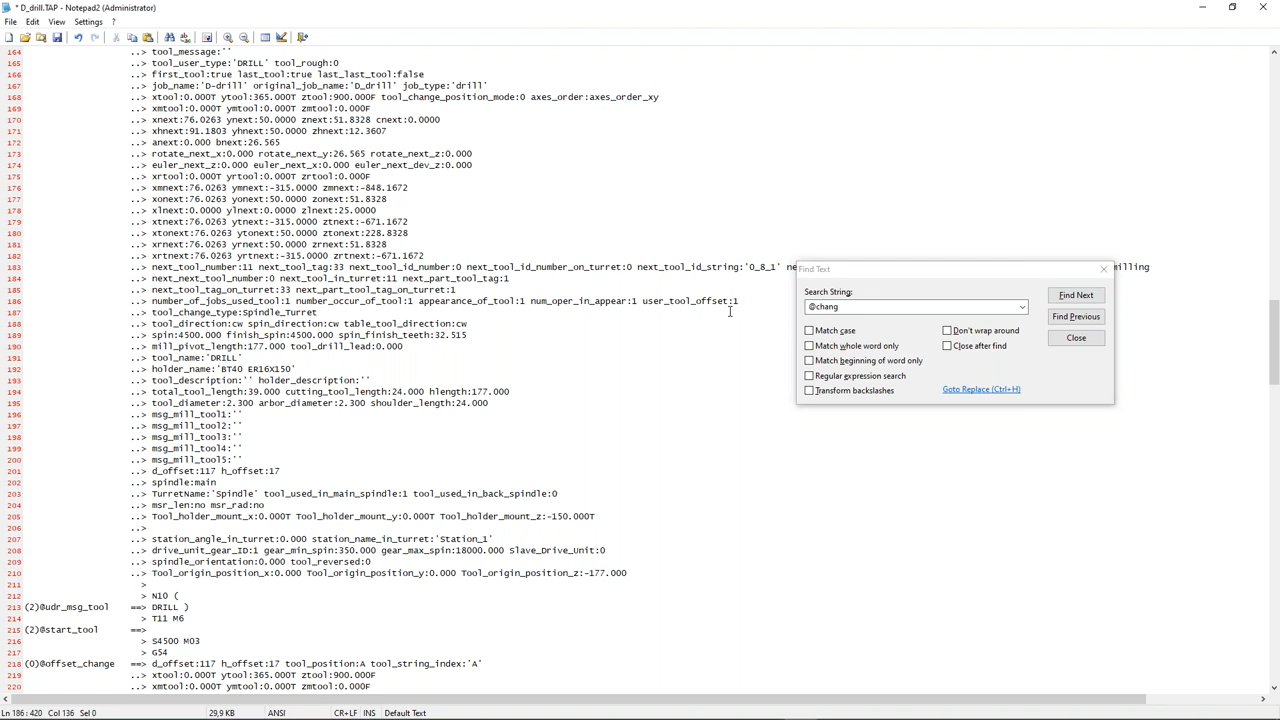 * D_drill.TAP - Notepad2 (Administrator)
File Edit View Settings ?
164 ..> tool_message:''
165 ..> tool_user_type:'DRILL' tool_rough:0
166 ..> first_tool:true last_tool:true last_last_tool:false
167 ..> job_name:'D-drill' original_job_name:'D_drill' job_type:'drill'
168 ..> xtool:0.000T ytool:365.000T ztool:900.000F tool_change_position_mode:0 axes_order:axes_order_xy
169 ..> xmtool:0.000T ymtool:0.000T zmtool:0.000F
170 ..> xnext:76.0263 ynext:50.0000 znext:51.8328 cnext:0.0000
171 ..> xhnext:91.1803 yhnext:50.0000 zhnext:12.3607
172 ..> anext:0.000 bnext:26.565
173 ..> rotate_next_x:0.000 rotate_next_y:26.565 rotate_next_z:0.000
174 ..> euler_next_z:0.000 euler_next_x:0.000 euler_next_dev_z:0.000
175 ..> xrtool:0.000T yrtool:0.000T zrtool:0.000F
176 ..> xmnext:76.0263 ymnext:-315.0000 zmnext:-848.1672
177 ..> xonext:76.0263 yonext:50.0000 zonext:51.8328
178 ..> xlnext:0.0000 ylnext:0.0000 zlnext:25.0000
179 ..> xtnext:76.0263 ytnext:-315.0000 ztnext:-671.1672
180 ..> xtonext:76.0263 ytonext:50.0000 ztonext:228.8328
181 ..> xrnext:76.0263 yrnext:50.0000 zrnext:51.8328
182 ..> xrtnext:76.0263 yrtnext:-315.0000 zrtnext:-671.1672
183 ..> next_tool_number:11 next_tool_tag:33 next_tool_id_number:0 next_tool_id_number_on_turret:0 next_tool_id_string:'0_8_1' milling
184 ..> next_next_tool_number:0 next_tool_in_turret:11 next_part_tool_tag:1
185 ..> next_tool_tag_on_turret:33 next_part_tool_tag_on_turret:1
186 ..> number_of_jobs_used_tool:1 number_occur_of_tool:1 appearance_of_tool:1 num_oper_in_appear:1 user_tool_offset:1
187 ..> tool_change_type:Spindle_Turret
188 ..> tool_direction:cw spin_direction:cw table_tool_direction:cw
189 ..> spin:4500.000 finish_spin:4500.000 spin_finish_teeth:32.515
190 ..> mill_pivot_length:177.000 tool_drill_lead:0.000
191 ..> tool_name:'DRILL'
192 ..> holder_name:'BT40 ER16X150'
193 ..> tool_description:'' holder_description:''
194 ..> total_tool_length:39.000 cutting_tool_length:24.000 hlength:177.000
195 ..> tool_diameter:2.300 arbor_diameter:2.300 shoulder_length:24.000
196 ..> msg_mill_tool1:''
197 ..> msg_mill_tool2:''
198 ..> msg_mill_tool3:''
199 ..> msg_mill_tool4:''
200 ..> msg_mill_tool5:''
201 ..> d_offset:117 h_offset:17
202 ..> spindle:main
203 ..> TurretName:'Spindle' tool_used_in_main_spindle:1 tool_used_in_back_spindle:0
204 ..> msr_len:no msr_rad:no
205 ..> Tool_holder_mount_x:0.000T Tool_holder_mount_y:0.000T Tool_holder_mount_z:-150.000T
206 ..>
207 ..> station_angle_in_turret:0.000 station_name_in_turret:'Station_1'
208 ..> drive_unit_gear_ID:1 gear_min_spin:350.000 gear_max_spin:18000.000 Slave_Drive_Unit:0
209 ..> spindle_orientation:0.000 tool_reversed:0
210 ..> Tool_origin_position_x:0.000 Tool_origin_position_y:0.000 Tool_origin_position_z:-177.000
211 >
212 > N10 (
213 (2)@udr_msg_tool ==> DRILL )
214 > T11 M6
215 (2)@start_tool ==>
216 > S4500 M03
217 > G54
218 (0)@offset_change ==> d_offset:117 h_offset:17 tool_position:A tool_string_index:'A'
219 ..> xtool:0.000T ytool:365.000T ztool:900.000F
220 ..> xmtool:0.000T ymtool:0.000T zmtool:0.000F
Find Text
Search String:
@chang
Find Next
Find Previous
Close
Match case
Match whole word only
Match beginning of word only
Regular expression search
Transform backslashes
Don't wrap around
Close after find
Goto Replace (Ctrl+H)
Ln 186 : 420 Col 136 Sel 0 29,9 KB ANSI CR+LF INS Default Text